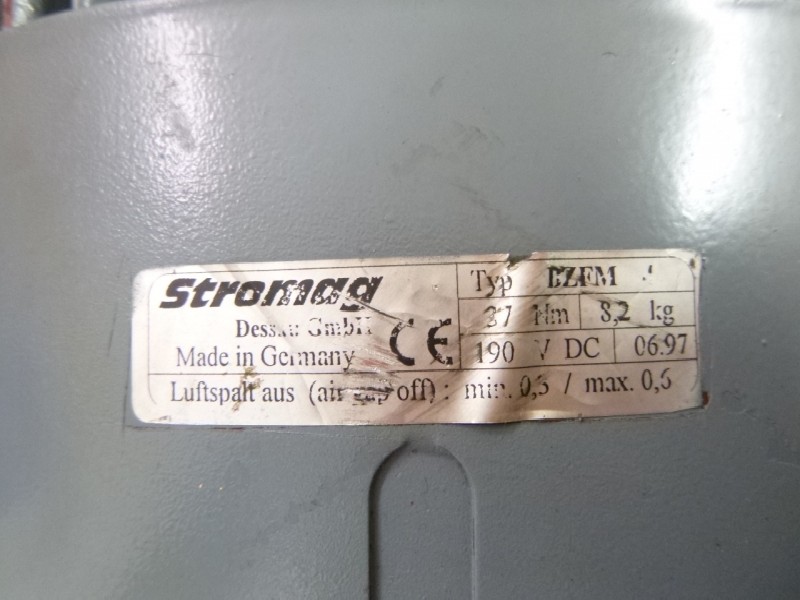 Stromag
Dessau GmbH
Made in Germany
CE
Typ BZFM
Nm 8,2 kg
190 V DC 06.97
Luftspalt aus (air gap off) : min. 0,3 / max. 0,6